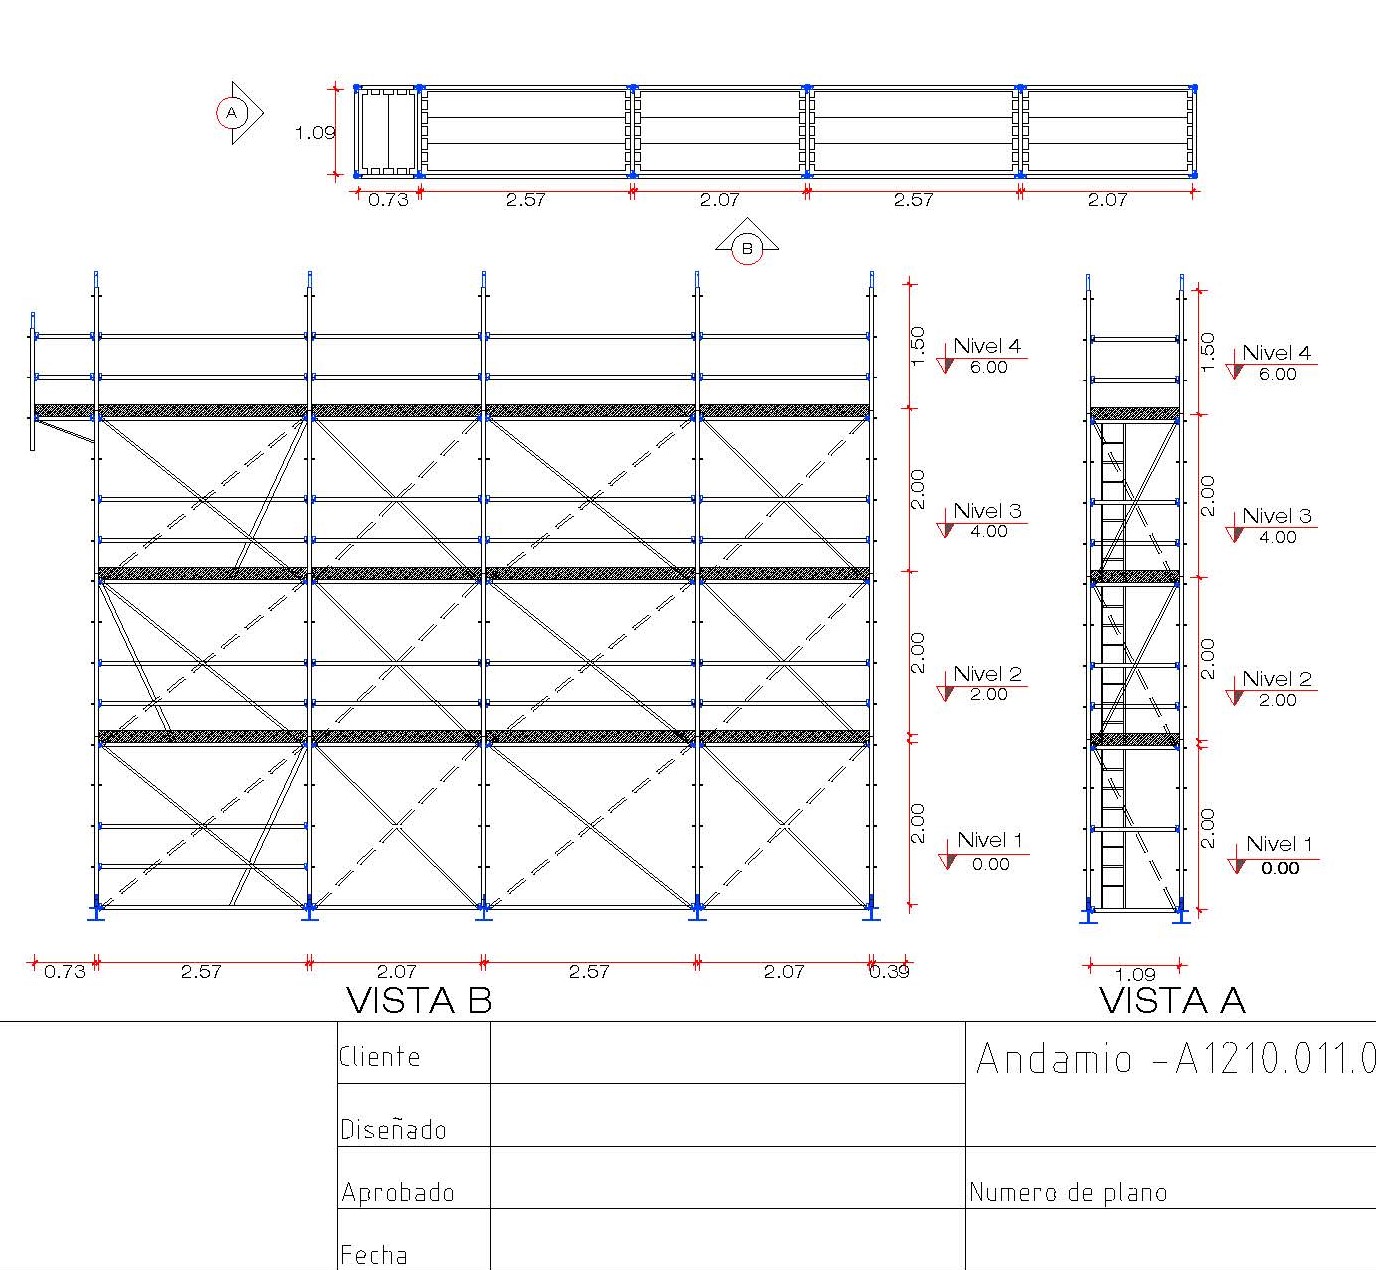 A
1.09
0.73 2.57 2.07 2.57 2.07
B
1.50 Nivel 4 1.50 Nivel 4
6.00 6.00
2.00 Nivel 3 2.00 Nivel 3
4.00 4.00
2.00 Nivel 2 2.00 Nivel 2
2.00 2.00
2.00 Nivel 1 2.00 Nivel 1
0.00 0.00
0.73 2.57 2.07 2.57 2.07 0.39 1.09
VISTA B VISTA A
Cliente Andamio -A1210.011.0
Diseñado
Aprobado Numero de plano
Fecha